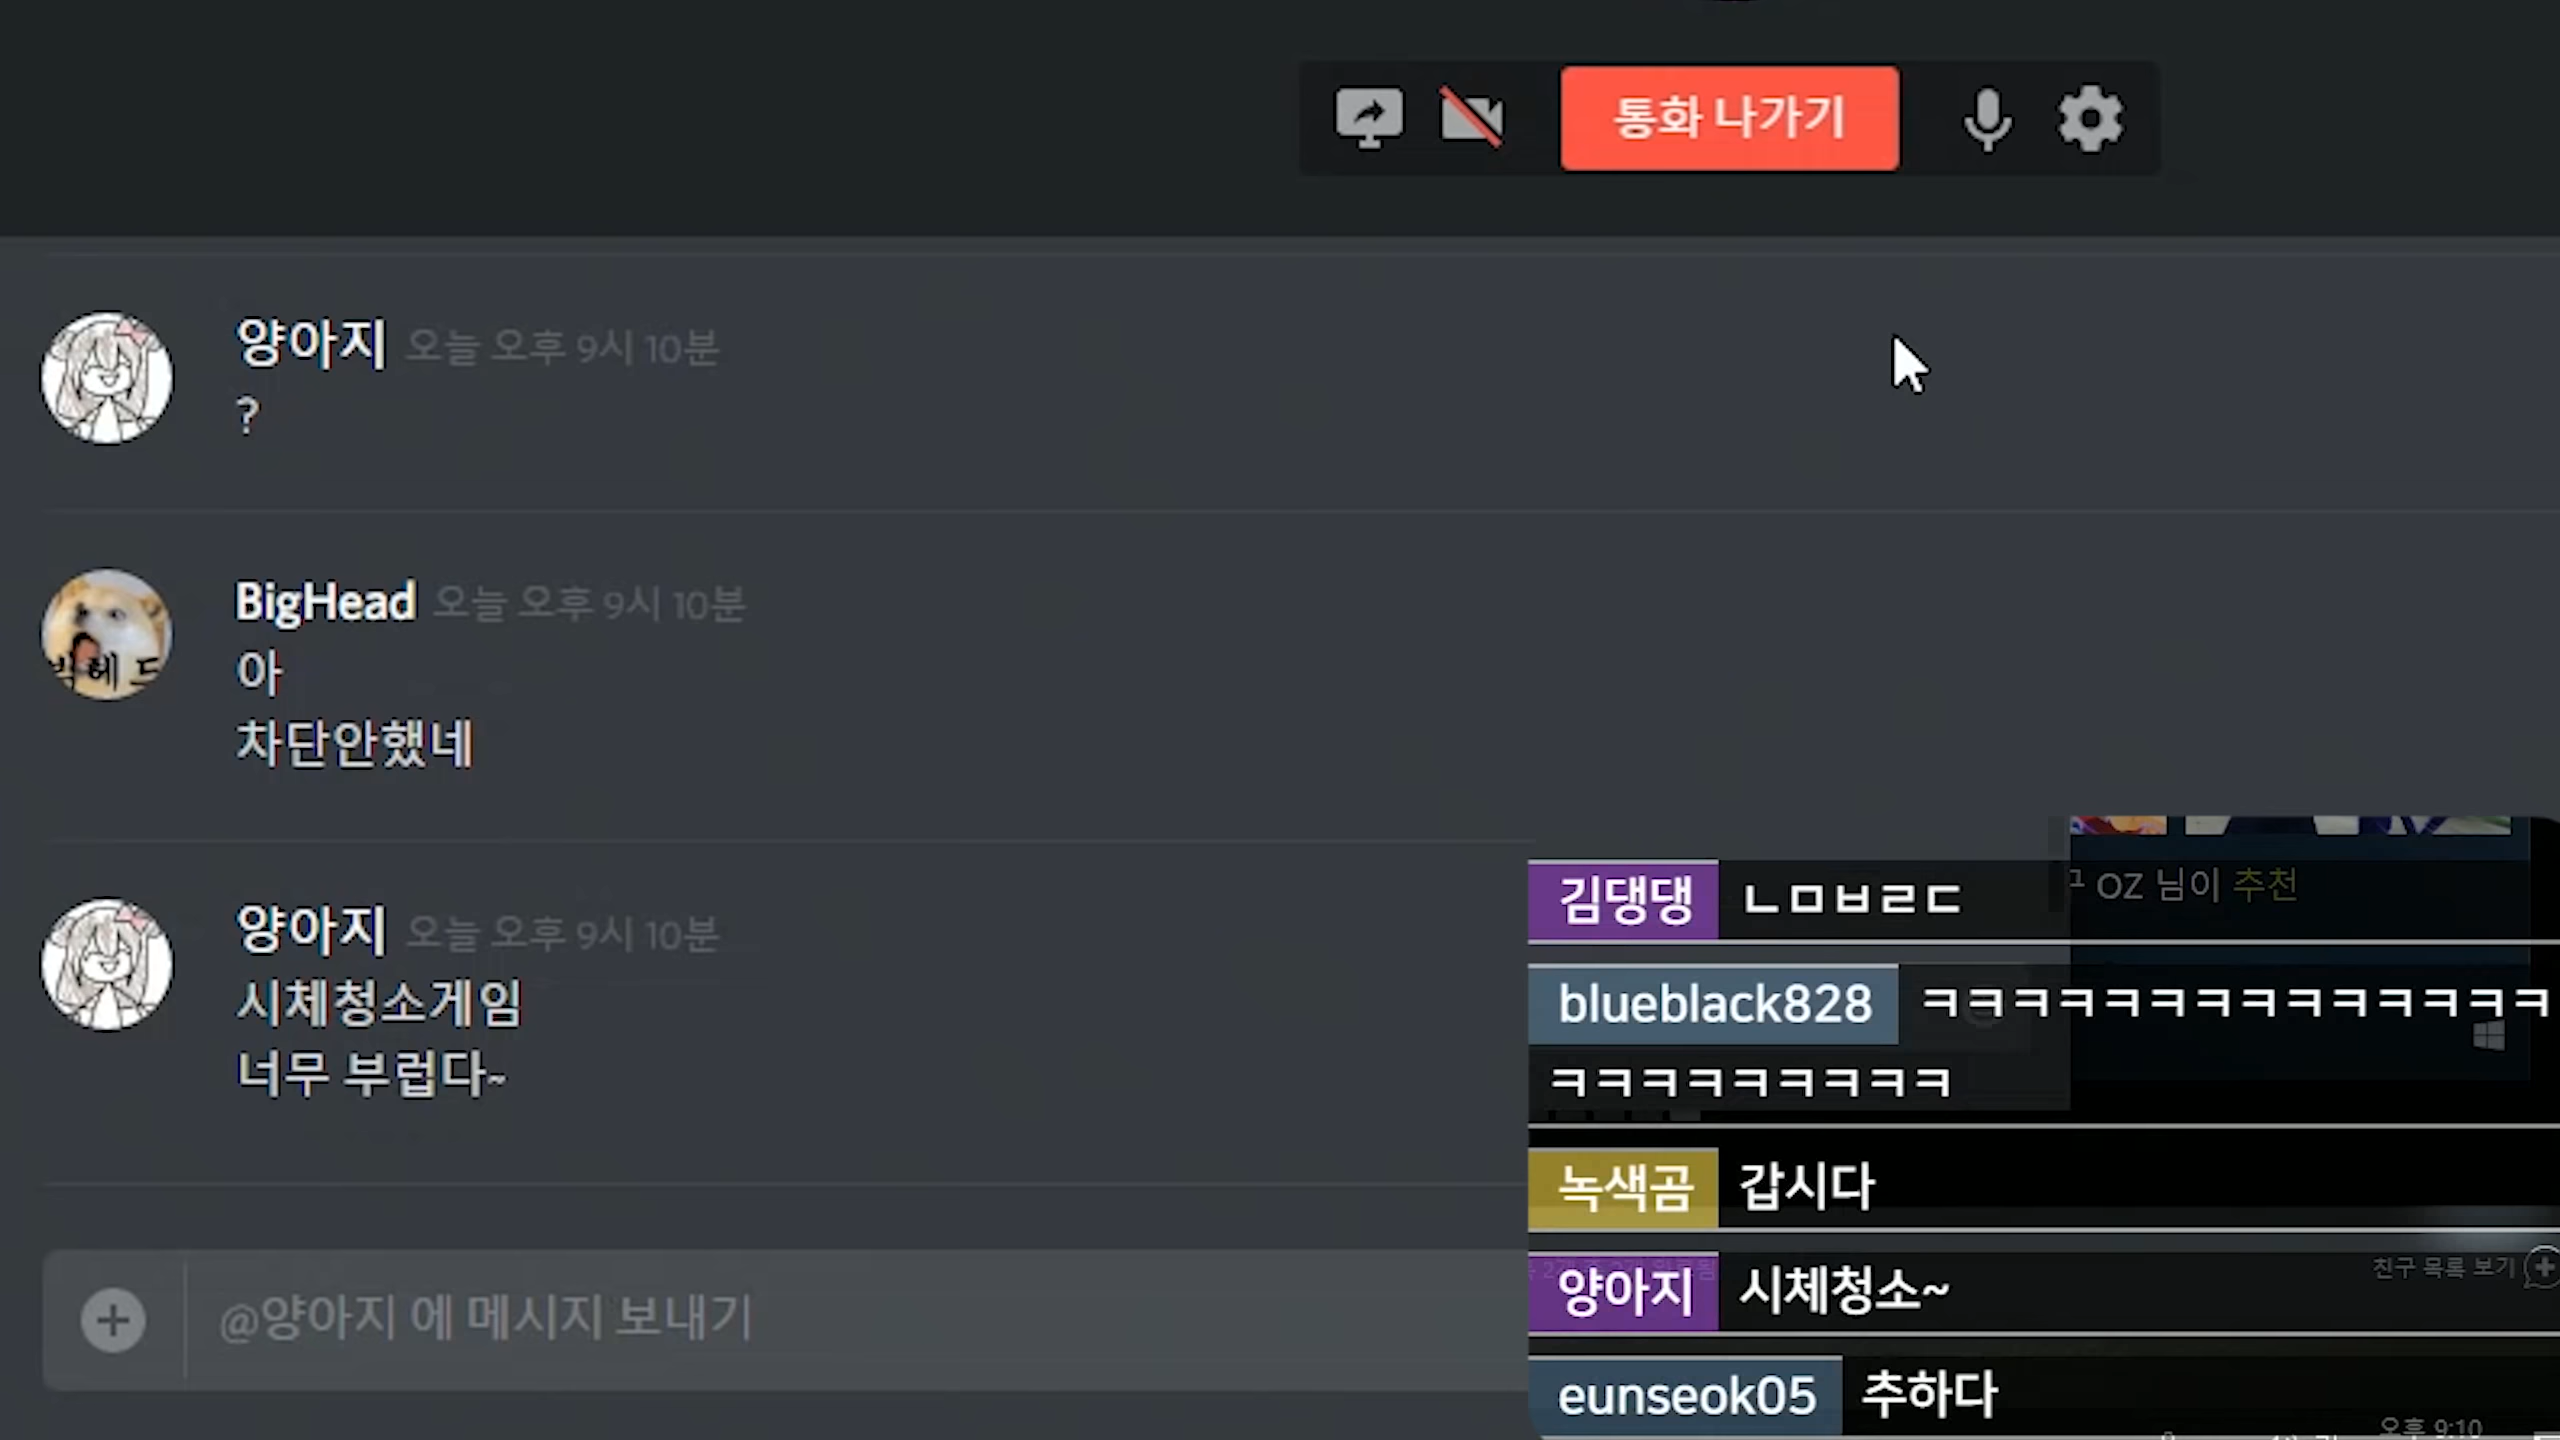 통화 나가기
양아지 오늘 오후 9시 10분
?
BigHead 오늘 오후 9시 10분
아
차단안했네
양아지 오늘 오후 9시 10분
시체청소게임
너무 부럽다~
@양아지 에 메시지 보내기
OZ 님이 추천
김댕댕 ㄴㅁㅂㄹㄷ
blueblack828 ㅋㅋㅋㅋㅋㅋㅋㅋㅋㅋㅋㅋㅋㅋ
ㅋㅋㅋㅋㅋㅋㅋㅋㅋ
녹색곰 갑시다
친구 목록 보기
양아지 시체청소~
eunseok05 추하다
오후 9:10